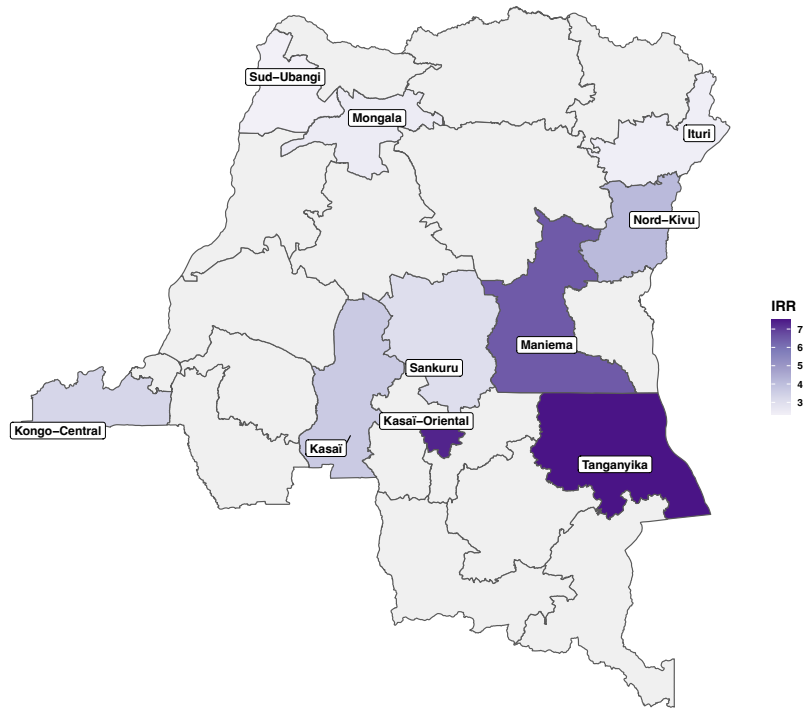 Sud–Ubangi
Mongala
Ituri
Nord–Kivu
IRR
7
6
5
4
3
Maniema
Sankuru
Kasaï–Oriental
Kongo–Central
Kasaï
Tanganyika